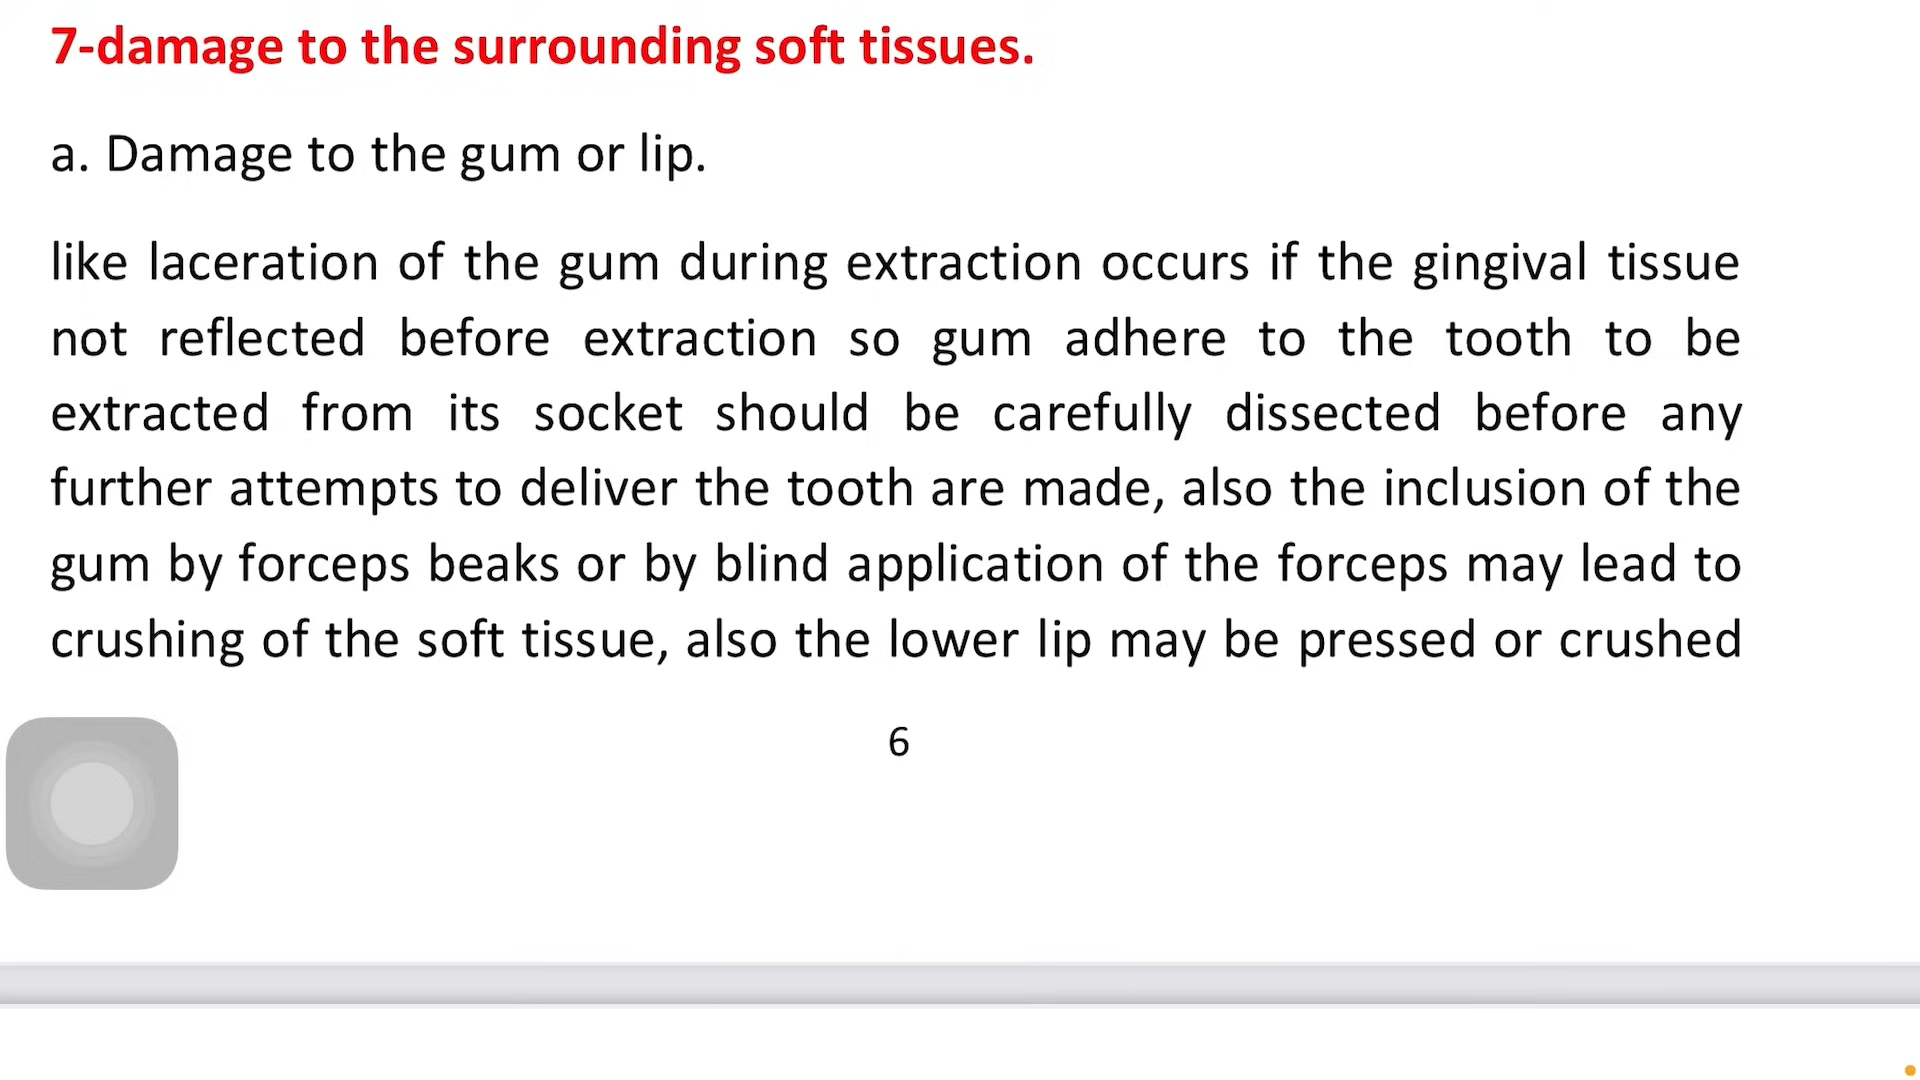 7-damage to the surrounding soft tissues.
a. Damage to the gum or lip.
like laceration of the gum during extraction occurs if the gingival tissue
not reflected before extraction so gum adhere to the tooth to be
extracted from its socket should be carefully dissected before any
further attempts to deliver the tooth are made, also the inclusion of the
gum by forceps beaks or by blind application of the forceps may lead to
crushing of the soft tissue, also the lower lip may be pressed or crushed
6